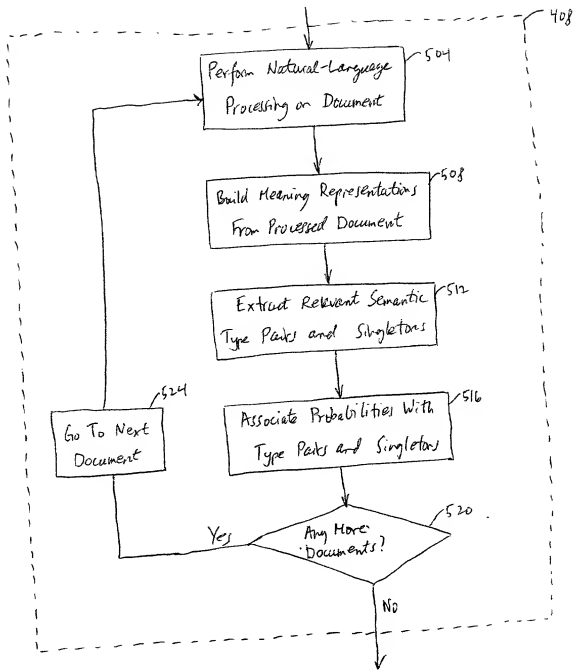 408
Perform Natural-Language
Processing on Document
504
Build Meaning Representations
From Processed Document
508
Extract Relevant Semantic
Type Pairs and Singletons
512
Associate Probabilities With
Type Pairs and Singletons
516
Go To Next
Document
524
Any More
Documents?
520
Yes
No